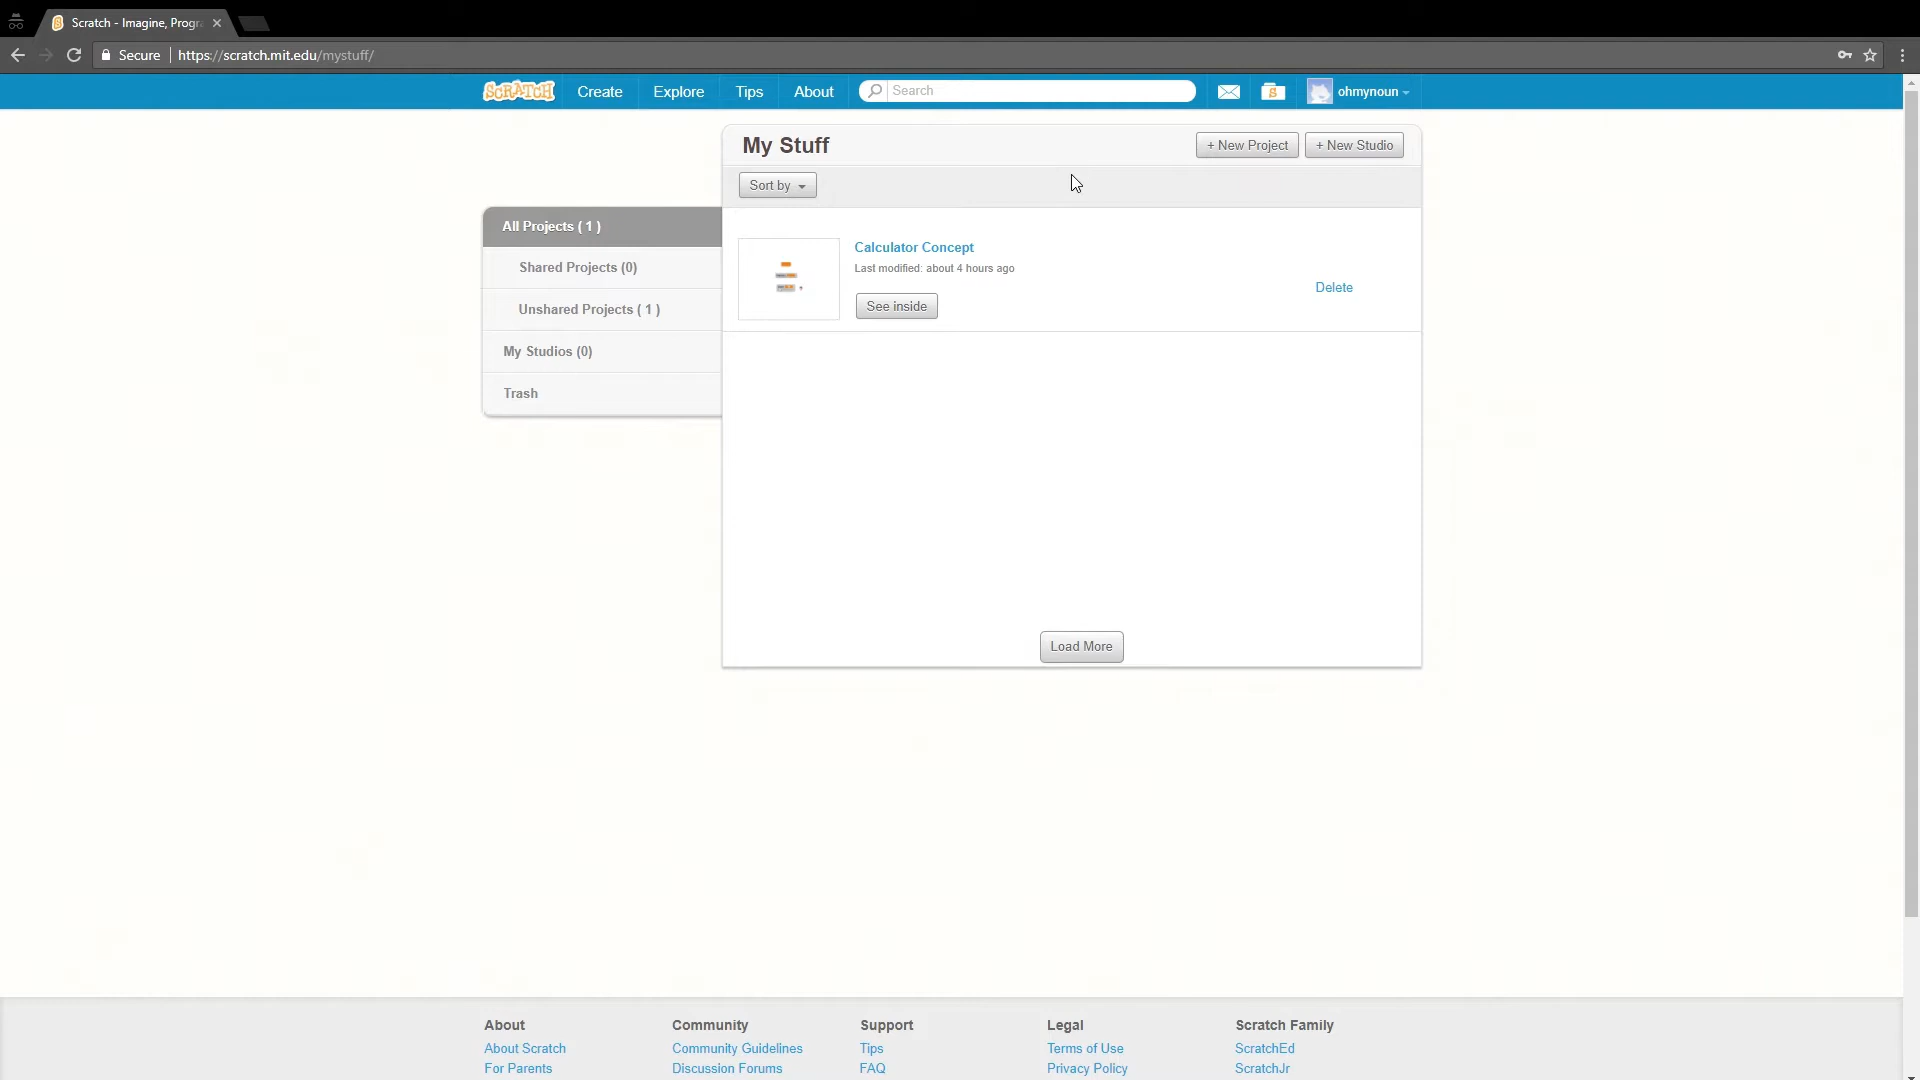 Scratch - Imagine, Progr
Secure https://scratch.mit.edu/mystuff/
SCRATCH Create Explore Tips About Search S ohmynoun
My Stuff + New Project + New Studio
Sort by
All Projects ( 1 )
Shared Projects (0)
Unshared Projects ( 1 )
My Studios (0)
Trash
Calculator Concept
Last modified: about 4 hours ago
See inside
Delete
Load More
About Community Support Legal Scratch Family
About Scratch Community Guidelines Tips Terms of Use ScratchEd
For Parents Discussion Forums FAQ Privacy Policy ScratchJr